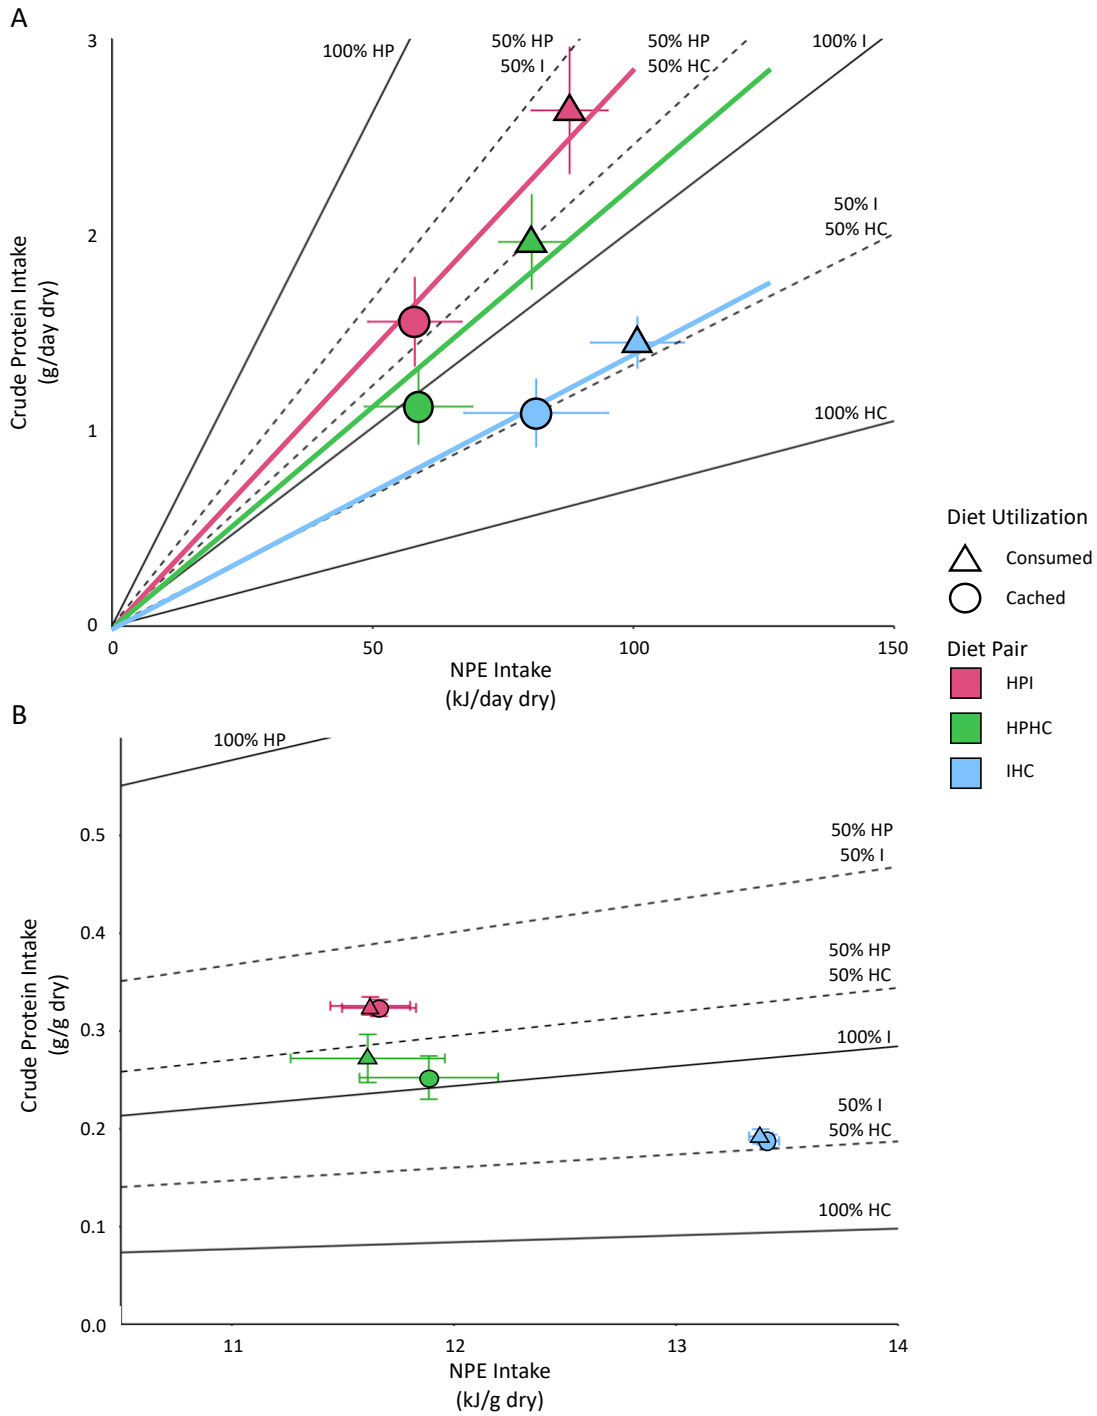 A
3
2
1
0
Crude Protein Intake
(g/day dry)
100% HP
50% HP
50% I
50% HP
50% HC
100% I
50% I
50% HC
100% HC
0
50
100
150
NPE Intake
(kJ/day dry)
Diet Utilization
Consumed
Cached
Diet Pair
HPI
HPHC
IHC
B
100% HP
0.5
0.4
0.3
0.2
0.1
0.0
Crude Protein Intake
(g/g dry)
50% HP
50% I
50% HP
50% HC
100% I
50% I
50% HC
100% HC
11
12
13
14
NPE Intake
(kJ/g dry)